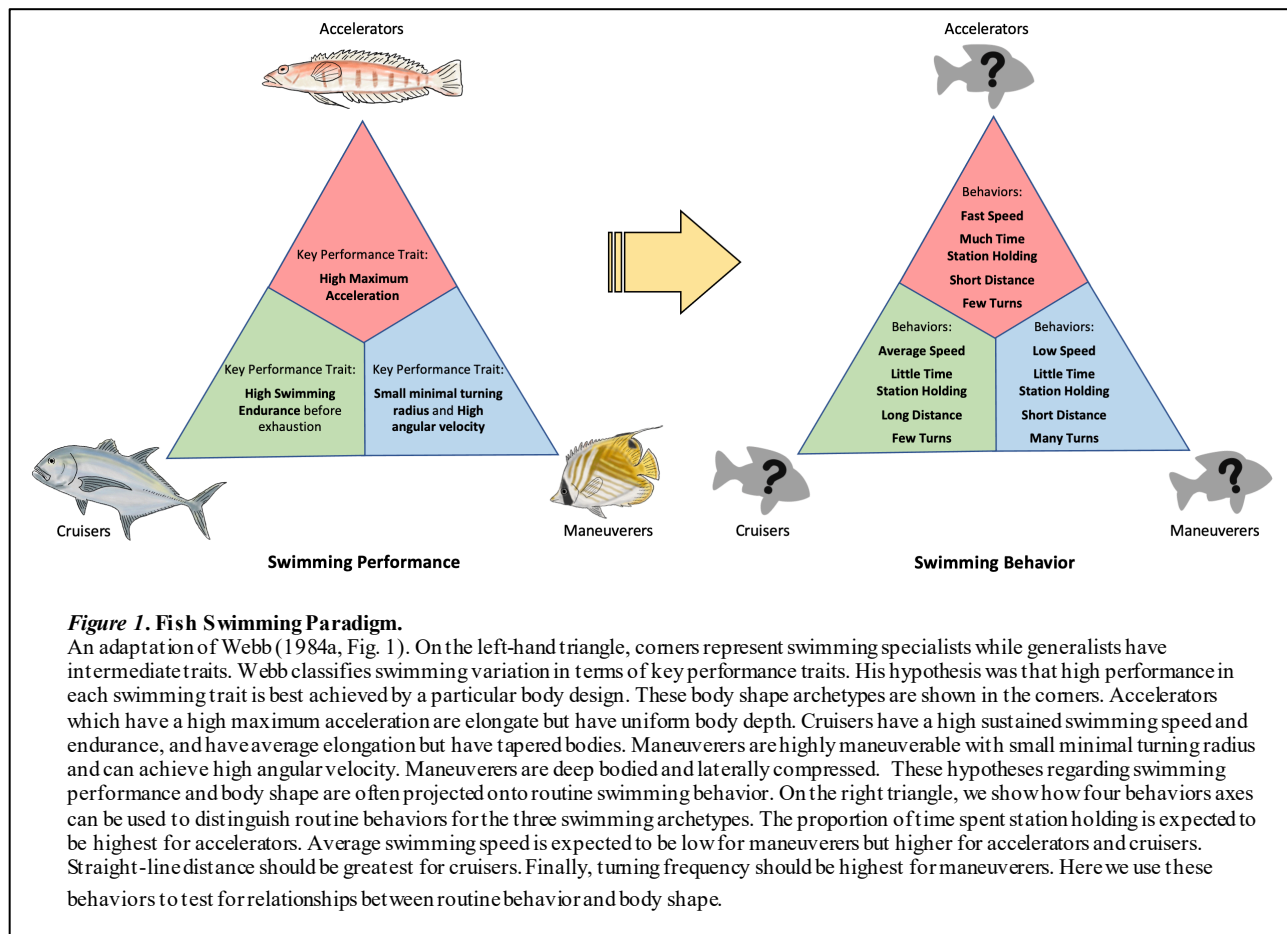 Accelerators
Accelerators
?
Key Performance Trait:
High Maximum
Acceleration
Key Performance Trait:
High Swimming
Endurance before
exhaustion
Key Performance Trait:
Small minimal turning
radius and High
angular velocity
Cruisers
Maneuverers
Swimming Performance
Behaviors:
Fast Speed
Much Time
Station Holding
Short Distance
Few Turns
Behaviors:
Average Speed
Little Time
Station Holding
Long Distance
Few Turns
Behaviors:
Low Speed
Little Time
Station Holding
Short Distance
Many Turns
?
?
Cruisers
Maneuverers
Swimming Behavior
Figure 1. Fish Swimming Paradigm.
An adaptation of Webb (1984a, Fig. 1). On the left-hand triangle, corners represent swimming specialists while generalists have
intermediate traits. Webb classifies swimming variation in terms of key performance traits. His hypothesis was that high performance in
each swimming trait is best achieved by a particular body design. These body shape archetypes are shown in the corners. Accelerators
which have a high maximum acceleration are elongate but have uniform body depth. Cruisers have a high sustained swimming speed and
endurance, and have average elongation but have tapered bodies. Maneuverers are highly maneuverable with small minimal turning radius
and can achieve high angular velocity. Maneuverers are deep bodied and laterally compressed. These hypotheses regarding swimming
performance and body shape are often projected onto routine swimming behavior. On the right triangle, we show how four behaviors axes
can be used to distinguish routine behaviors for the three swimming archetypes. The proportion of time spent station holding is expected to
be highest for accelerators. Average swimming speed is expected to be low for maneuverers but higher for accelerators and cruisers.
Straight-line distance should be greatest for cruisers. Finally, turning frequency should be highest for maneuverers. Here we use these
behaviors to test for relationships between routine behavior and body shape.